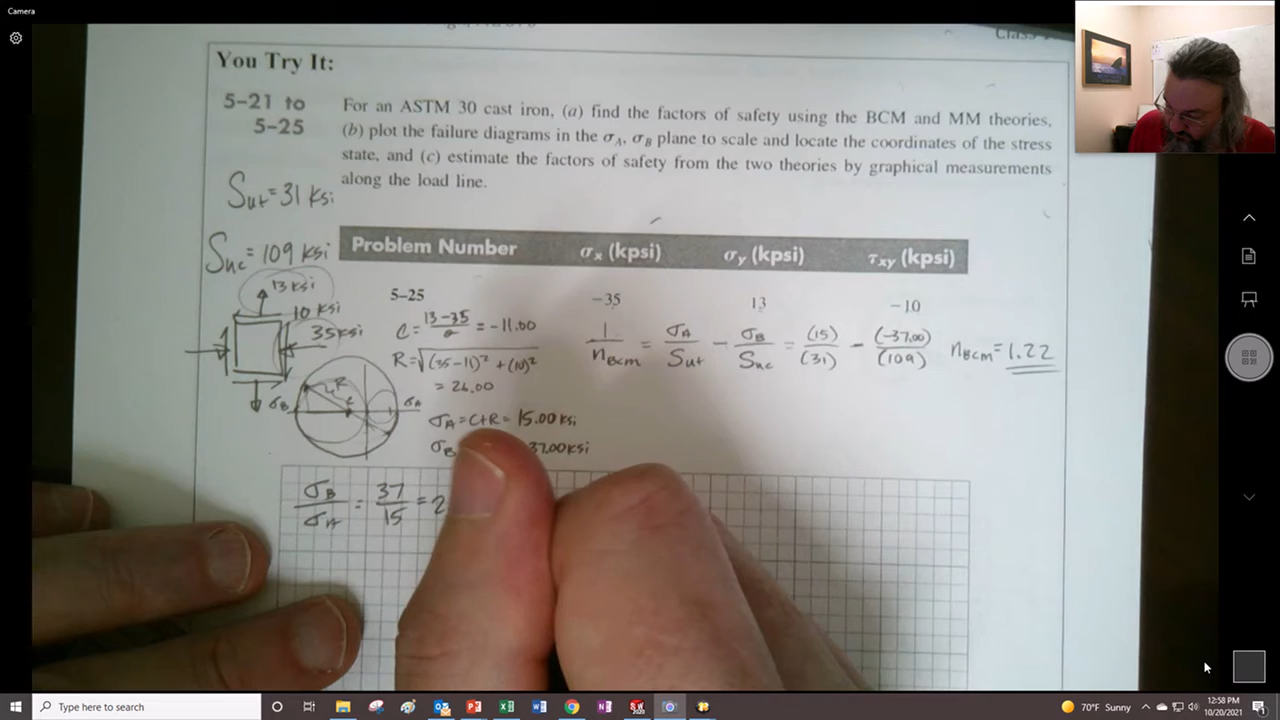 Camera
You Try It:
5-21 to
5-25
For an ASTM 30 cast iron, (a) find the factors of safety using the BCM and MM theories,
(b) plot the failure diagrams in the σA, σB plane to scale and locate the coordinates of the stress
state, and (c) estimate the factors of safety from the two theories by graphical measurements
along the load line.
Sut = 31 ksi
Suc = 109 ksi
Problem Number σx (kpsi) σy (kpsi) τxy (kpsi)
5-25 -35 13 -10
13 ksi
10 ksi
35 ksi
C = (13-35)/2 = -11.00
R = √((35-11)² + (10)²
= 26.00
1/nBCM = σA/Sut - σB/Suc = (15)/(31) - (-37.00)/(109) nBCM = 1.22
R
C
σB
σA
σA = C+R = 15.00 ksi
σB 37.00 ksi
σB/σA = 37/15 = 2
Type here to search
70°F Sunny
12:58 PM
10/20/2021